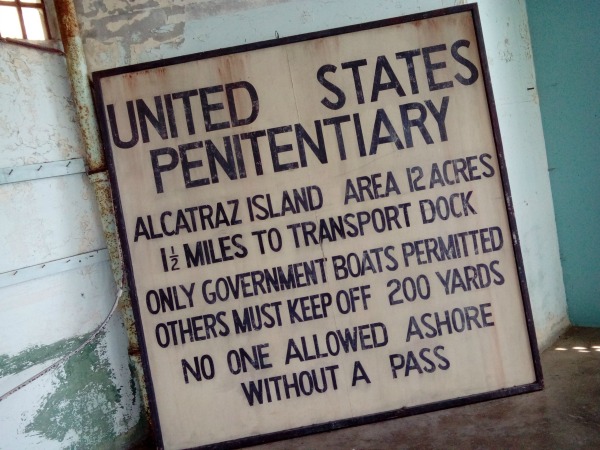 UNITED STATES
PENITENTIARY
ALCATRAZ ISLAND AREA 12 ACRES
1½ MILES TO TRANSPORT DOCK
ONLY GOVERNMENT BOATS PERMITTED
OTHERS MUST KEEP OFF 200 YARDS
NO ONE ALLOWED ASHORE
WITHOUT A PASS